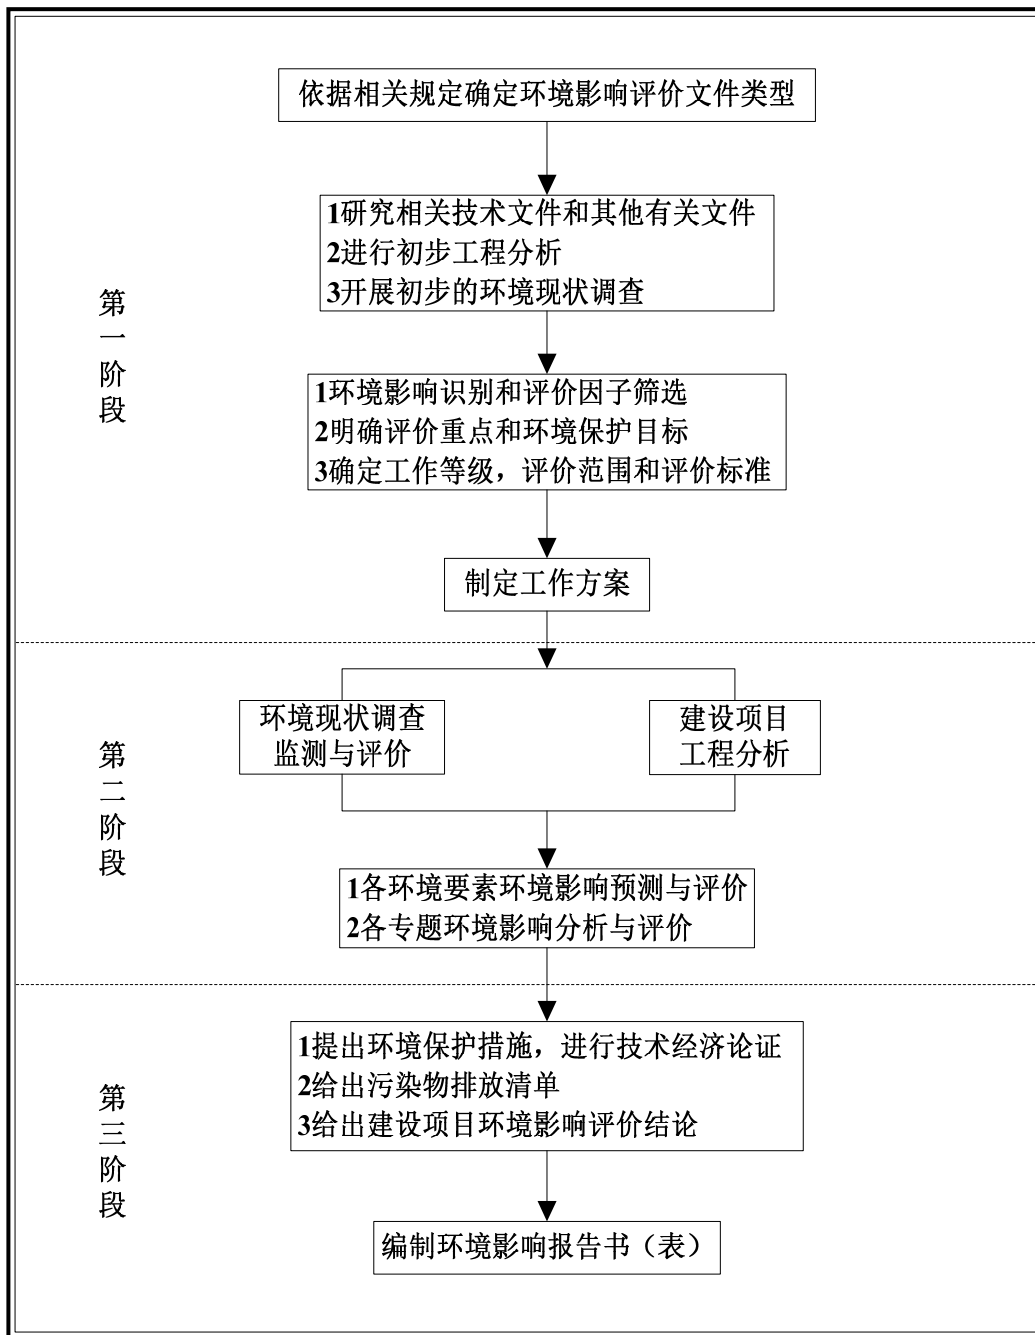 依据相关规定确定环境影响评价文件类型
1研究相关技术文件和其他有关文件
2进行初步工程分析
3开展初步的环境现状调查
第一阶段
1环境影响识别和评价因子筛选
2明确评价重点和环境保护目标
3确定工作等级，评价范围和评价标准
制定工作方案
第二阶段
环境现状调查
监测与评价
建设项目
工程分析
1各环境要素环境影响预测与评价
2各专题环境影响分析与评价
第三阶段
1提出环境保护措施，进行技术经济论证
2给出污染物排放清单
3给出建设项目环境影响评价结论
编制环境影响报告书（表）